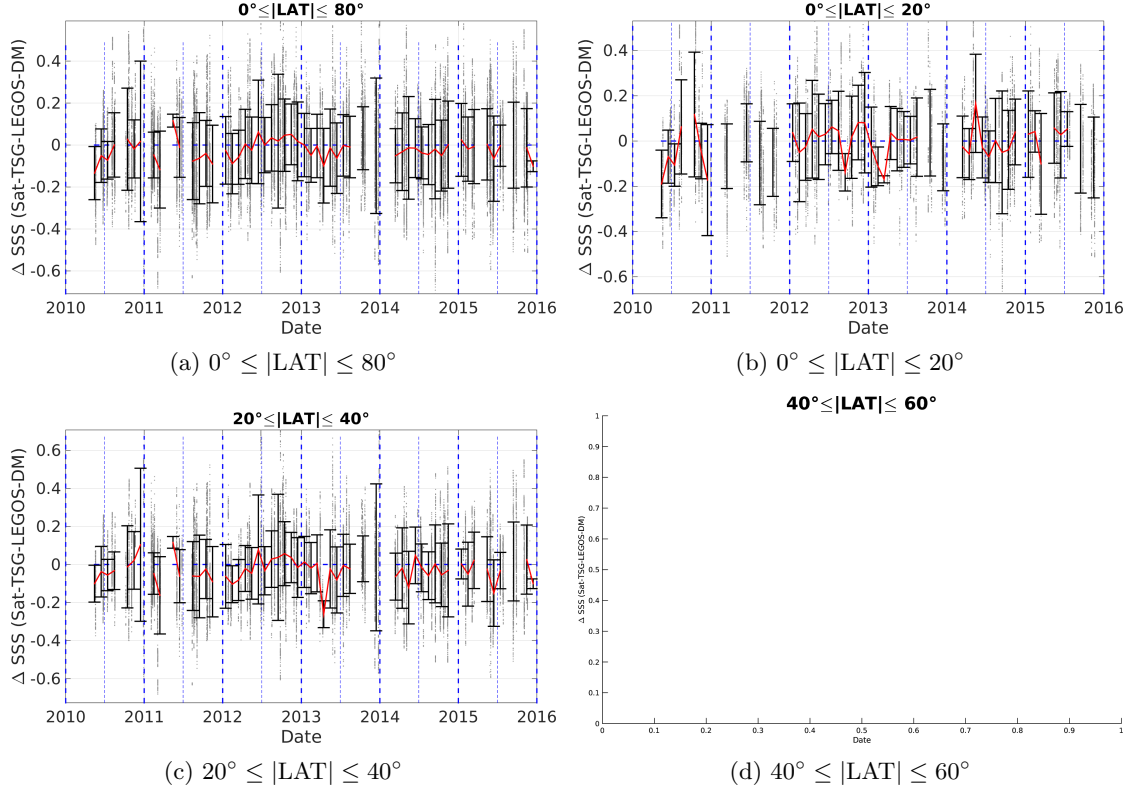 0°≤|LAT|≤ 80°
Δ SSS (Sat-TSG-LEGOS-DM)
0.4
0.2
0
-0.2
-0.4
-0.6
2010 2011 2012 2013 2014 2015 2016
Date
(a) 0° ≤ |LAT| ≤ 80°
0°≤|LAT|≤ 20°
Δ SSS (Sat-TSG-LEGOS-DM)
0.4
0.2
0
-0.2
-0.4
-0.6
2010 2011 2012 2013 2014 2015 2016
Date
(b) 0° ≤ |LAT| ≤ 20°
20°≤|LAT|≤ 40°
Δ SSS (Sat-TSG-LEGOS-DM)
0.6
0.4
0.2
0
-0.2
-0.4
-0.6
2010 2011 2012 2013 2014 2015 2016
Date
(c) 20° ≤ |LAT| ≤ 40°
40°≤|LAT|≤ 60°
Δ SSS (Sat-TSG-LEGOS-DM)
1
0.9
0.8
0.7
0.6
0.5
0.4
0.3
0.2
0.1
0
0 0.1 0.2 0.3 0.4 0.5 0.6 0.7 0.8 0.9 1
Date
(d) 40° ≤ |LAT| ≤ 60°